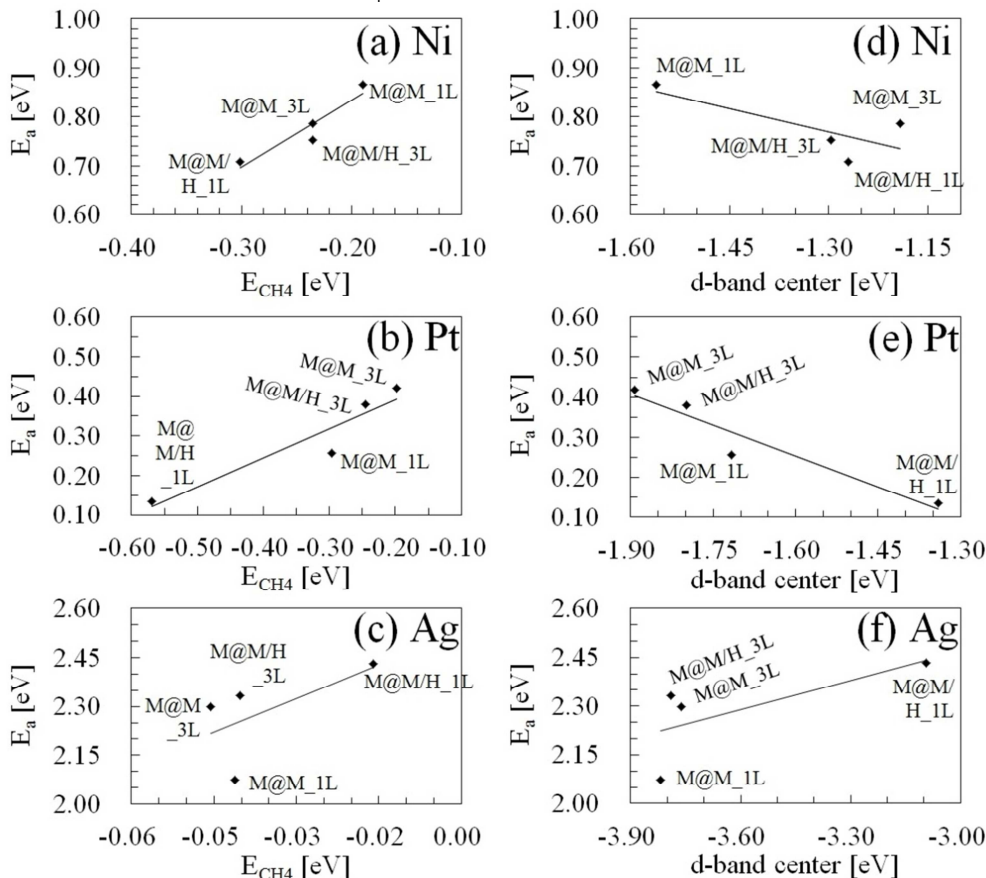 (a) Ni
E_a [eV]
1.00
0.90
0.80
0.70
0.60
M@M_1L
M@M_3L
M@M/H_3L
M@M/
H_1L
-0.40 -0.30 -0.20 -0.10
E_CH4 [eV]
(d) Ni
E_a [eV]
1.00
0.90
0.80
0.70
0.60
M@M_1L
M@M_3L
M@M/H_3L
M@M/H_1L
-1.60 -1.45 -1.30 -1.15
d-band center [eV]
(b) Pt
E_a [eV]
0.60
0.50
0.40
0.30
0.20
0.10
M@M_3L
M@M/H_3L
M@
M/H
_1L
M@M_1L
-0.60 -0.50 -0.40 -0.30 -0.20 -0.10
E_CH4 [eV]
(e) Pt
E_a [eV]
0.60
0.50
0.40
0.30
0.20
0.10
M@M_3L
M@M/H_3L
M@M_1L
M@M/
H_1L
-1.90 -1.75 -1.60 -1.45 -1.30
d-band center [eV]
(c) Ag
E_a [eV]
2.60
2.45
2.30
2.15
2.00
M@M/H
_3L
M@M/H_1L
M@M
_3L
M@M_1L
-0.06 -0.05 -0.03 -0.02 0.00
E_CH4 [eV]
(f) Ag
E_a [eV]
2.60
2.45
2.30
2.15
2.00
M@M/H_3L
M@M_3L
M@M/
H_1L
M@M_1L
-3.90 -3.60 -3.30 -3.00
d-band center [eV]